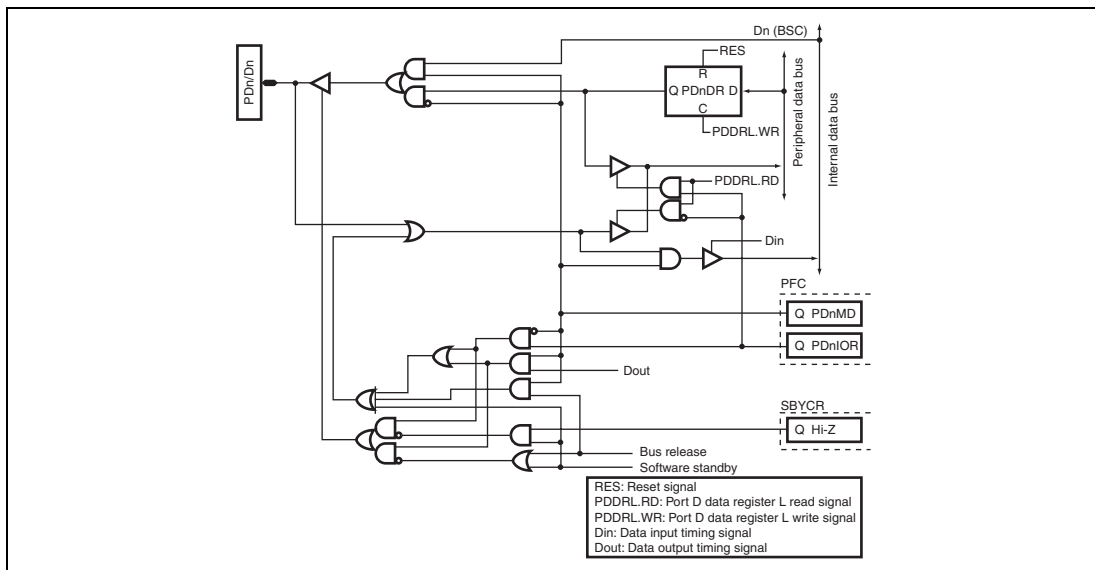 Dn (BSC)
RES
PDn/Dn
R
Q PDnDR D
C
PDDRL.WR
Peripheral data bus
Internal data bus
PDDRL.RD
Din
PFC
Q PDnMD
Q PDnIOR
Dout
SBYCR
Q Hi-Z
Bus release
Software standby
RES: Reset signal
PDDRL.RD: Port D data register L read signal
PDDRL.WR: Port D data register L write signal
Din: Data input timing signal
Dout: Data output timing signal